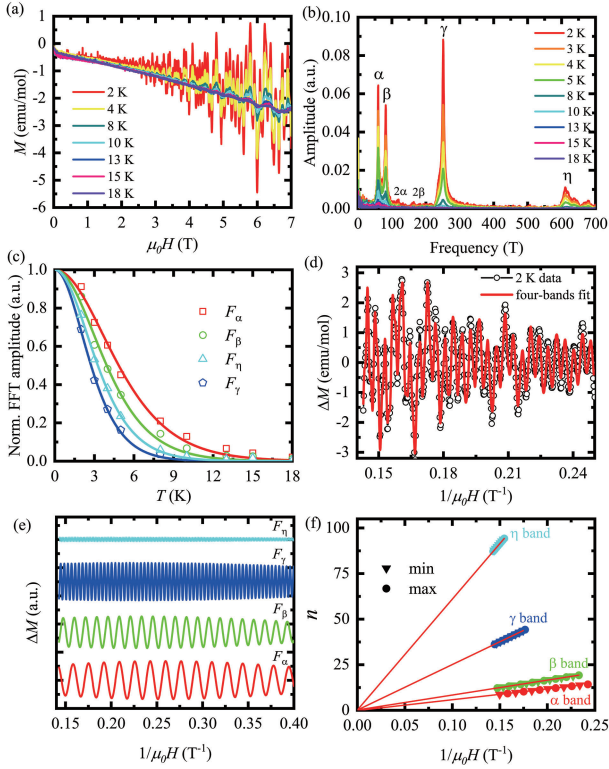 (a)
1
0
-1
-2
-3
-4
-5
-6
M (emu/mol)
2 K
4 K
8 K
10 K
13 K
15 K
18 K
0 1 2 3 4 5 6 7
μ₀H (T)
(b)
0.10
0.08
0.06
0.04
0.02
0.00
Amplitude (a.u.)
α
β
2α 2β
γ
η
2 K
3 K
4 K
5 K
8 K
10 K
13 K
15 K
18 K
0 100 200 300 400 500 600 700
Frequency (T)
(c)
1.0
0.8
0.6
0.4
0.2
0.0
Norm. FFT amplitude (a.u.)
Fα
Fβ
Fη
Fγ
0 3 6 9 12 15 18
T (K)
(d)
3
2
1
0
-1
-2
-3
ΔM (emu/mol)
2 K data
four-bands fit
0.15 0.18 0.21 0.24
1/μ₀H (T⁻¹)
(e)
ΔM (a.u.)
Fη
Fγ
Fβ
Fα
0.15 0.20 0.25 0.30 0.35 0.40
1/μ₀H (T⁻¹)
(f)
100
75
50
25
0
n
η band
min
max
γ band
β band
α band
0.00 0.05 0.10 0.15 0.20 0.25
1/μ₀H (T⁻¹)